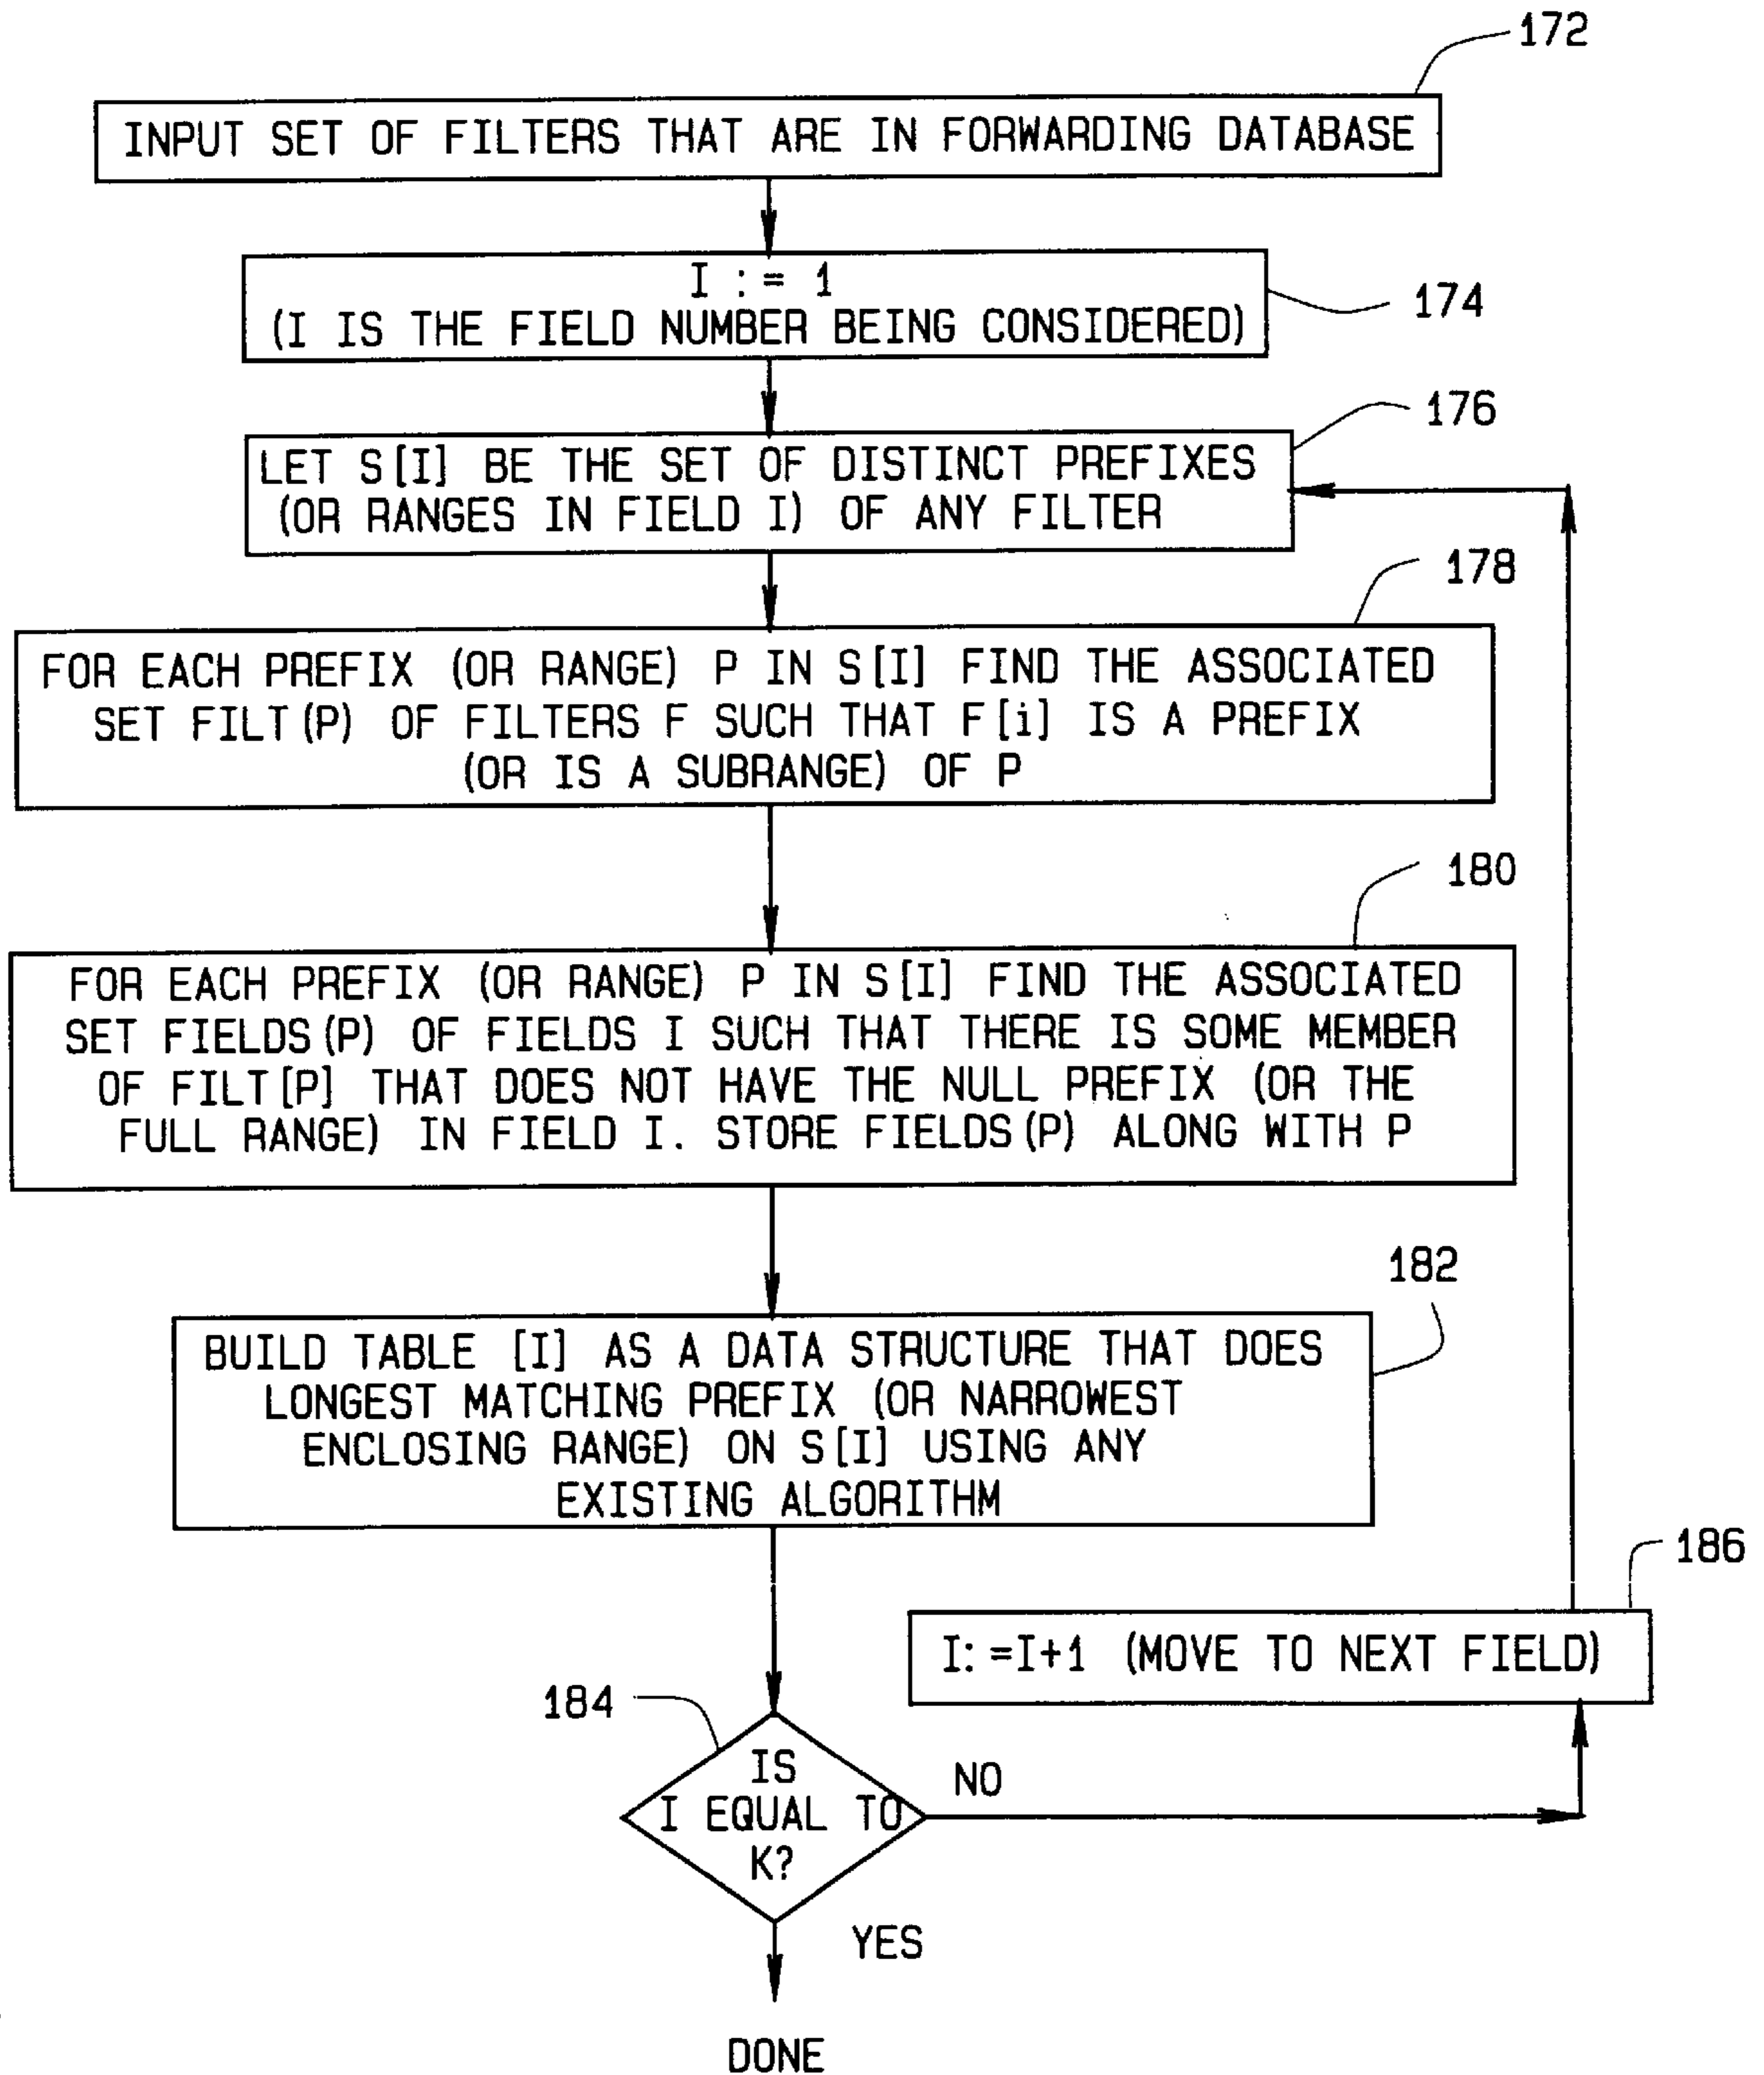 172
INPUT SET OF FILTERS THAT ARE IN FORWARDING DATABASE
I := 1
(I IS THE FIELD NUMBER BEING CONSIDERED)
174
176
LET S[I] BE THE SET OF DISTINCT PREFIXES
(OR RANGES IN FIELD I) OF ANY FILTER
178
FOR EACH PREFIX (OR RANGE) P IN S[I] FIND THE ASSOCIATED
SET FILT(P) OF FILTERS F SUCH THAT F[i] IS A PREFIX
(OR IS A SUBRANGE) OF P
180
FOR EACH PREFIX (OR RANGE) P IN S[I] FIND THE ASSOCIATED
SET FIELDS(P) OF FIELDS I SUCH THAT THERE IS SOME MEMBER
OF FILT[P] THAT DOES NOT HAVE THE NULL PREFIX (OR THE
FULL RANGE) IN FIELD I. STORE FIELDS(P) ALONG WITH P
182
BUILD TABLE [I] AS A DATA STRUCTURE THAT DOES
LONGEST MATCHING PREFIX (OR NARROWEST
ENCLOSING RANGE) ON S[I] USING ANY
EXISTING ALGORITHM
186
I:=I+1 (MOVE TO NEXT FIELD)
184
IS
I EQUAL TO
K?
NO
YES
DONE